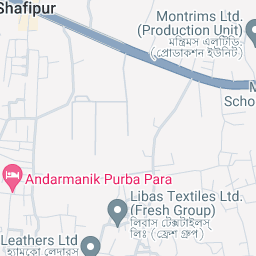 Shafipur
Montrims Ltd.
(Production Unit)
মন্ট্রিমস এলটিডি.
(প্রোডাকশন ইউনিট)
M
Scho
Andarmanik Purba Para
Libas Textiles Ltd.
(Fresh Group)
লিবাস টেক্সটাইলস্
লিঃ (ফ্রেশ গ্রুপ)
Leathers Ltd
হ্যামকো লেদারস